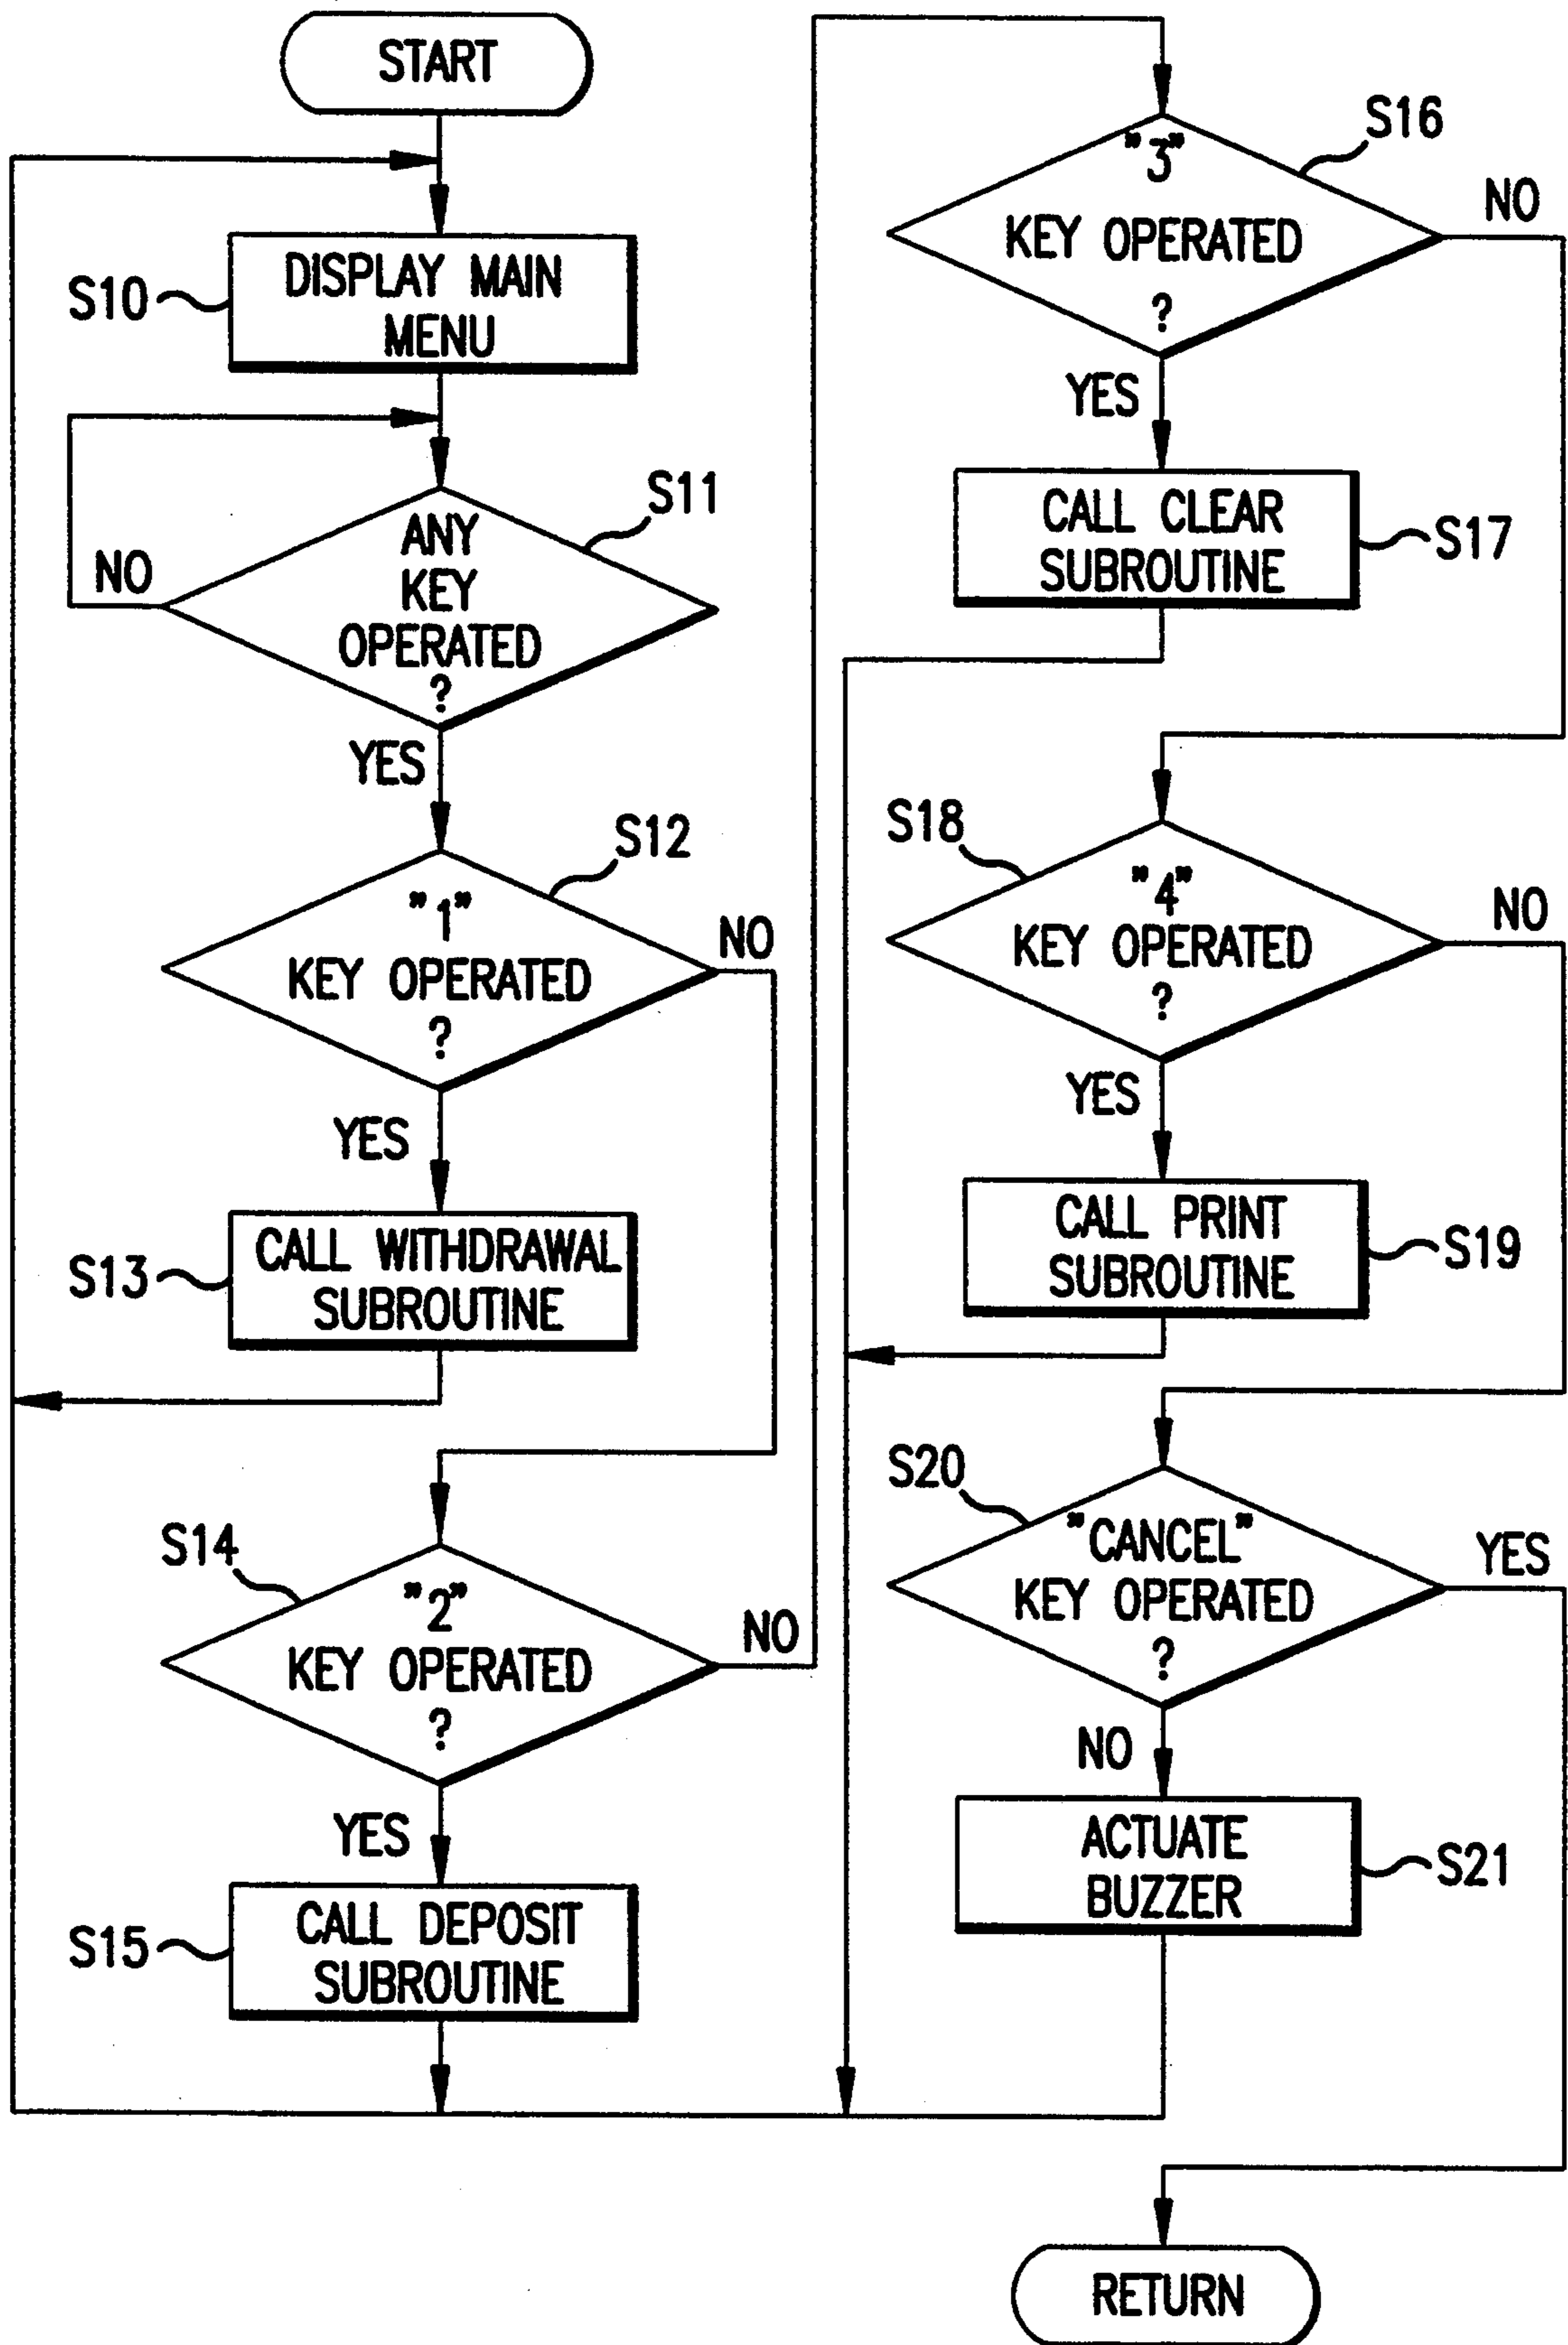 START
S10
DISPLAY MAIN
MENU
S11
ANY
KEY
OPERATED
?
NO
YES
S12
"1"
KEY OPERATED
?
NO
YES
S13
CALL WITHDRAWAL
SUBROUTINE
S14
"2"
KEY OPERATED
?
NO
YES
S15
CALL DEPOSIT
SUBROUTINE
S16
"3"
KEY OPERATED
?
NO
YES
CALL CLEAR
SUBROUTINE
S17
S18
"4"
KEY OPERATED
?
NO
YES
CALL PRINT
SUBROUTINE
S19
S20
"CANCEL"
KEY OPERATED
?
YES
NO
ACTUATE
BUZZER
S21
RETURN